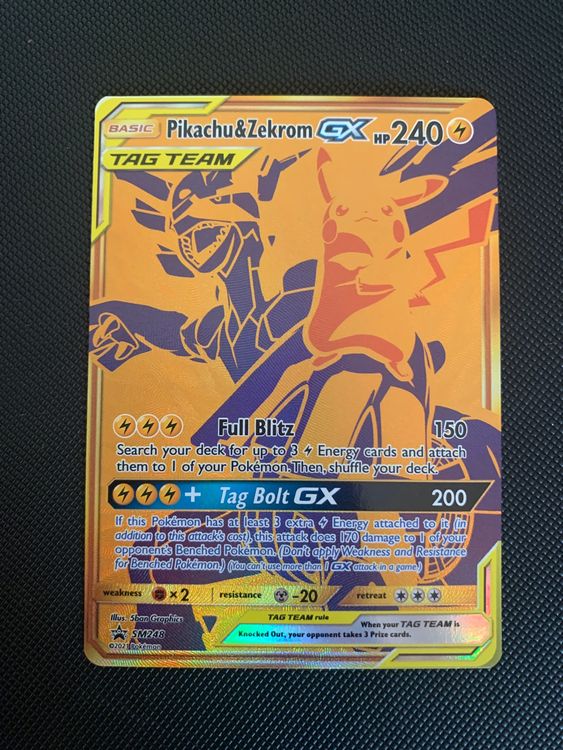 BASIC Pikachu&Zekrom GX HP 240
TAG TEAM
Full Blitz 150
Search your deck for up to 3 Energy cards and attach
them to 1 of your Pokémon. Then, shuffle your deck.
+ Tag Bolt GX 200
If this Pokémon has at least 3 extra Energy attached to it (in
addition to this attack's cost), this attack does 170 damage to 1 of your
opponent's Benched Pokémon. (Don't apply Weakness and Resistance
for Benched Pokémon.) (You can't use more than 1 GX attack in a game.)
weakness ×2 resistance -20 retreat
Illus. 5ban Graphics
TAG TEAM rule
When your TAG TEAM is
SM248
Knocked Out, your opponent takes 3 Prize cards.
Pokémon